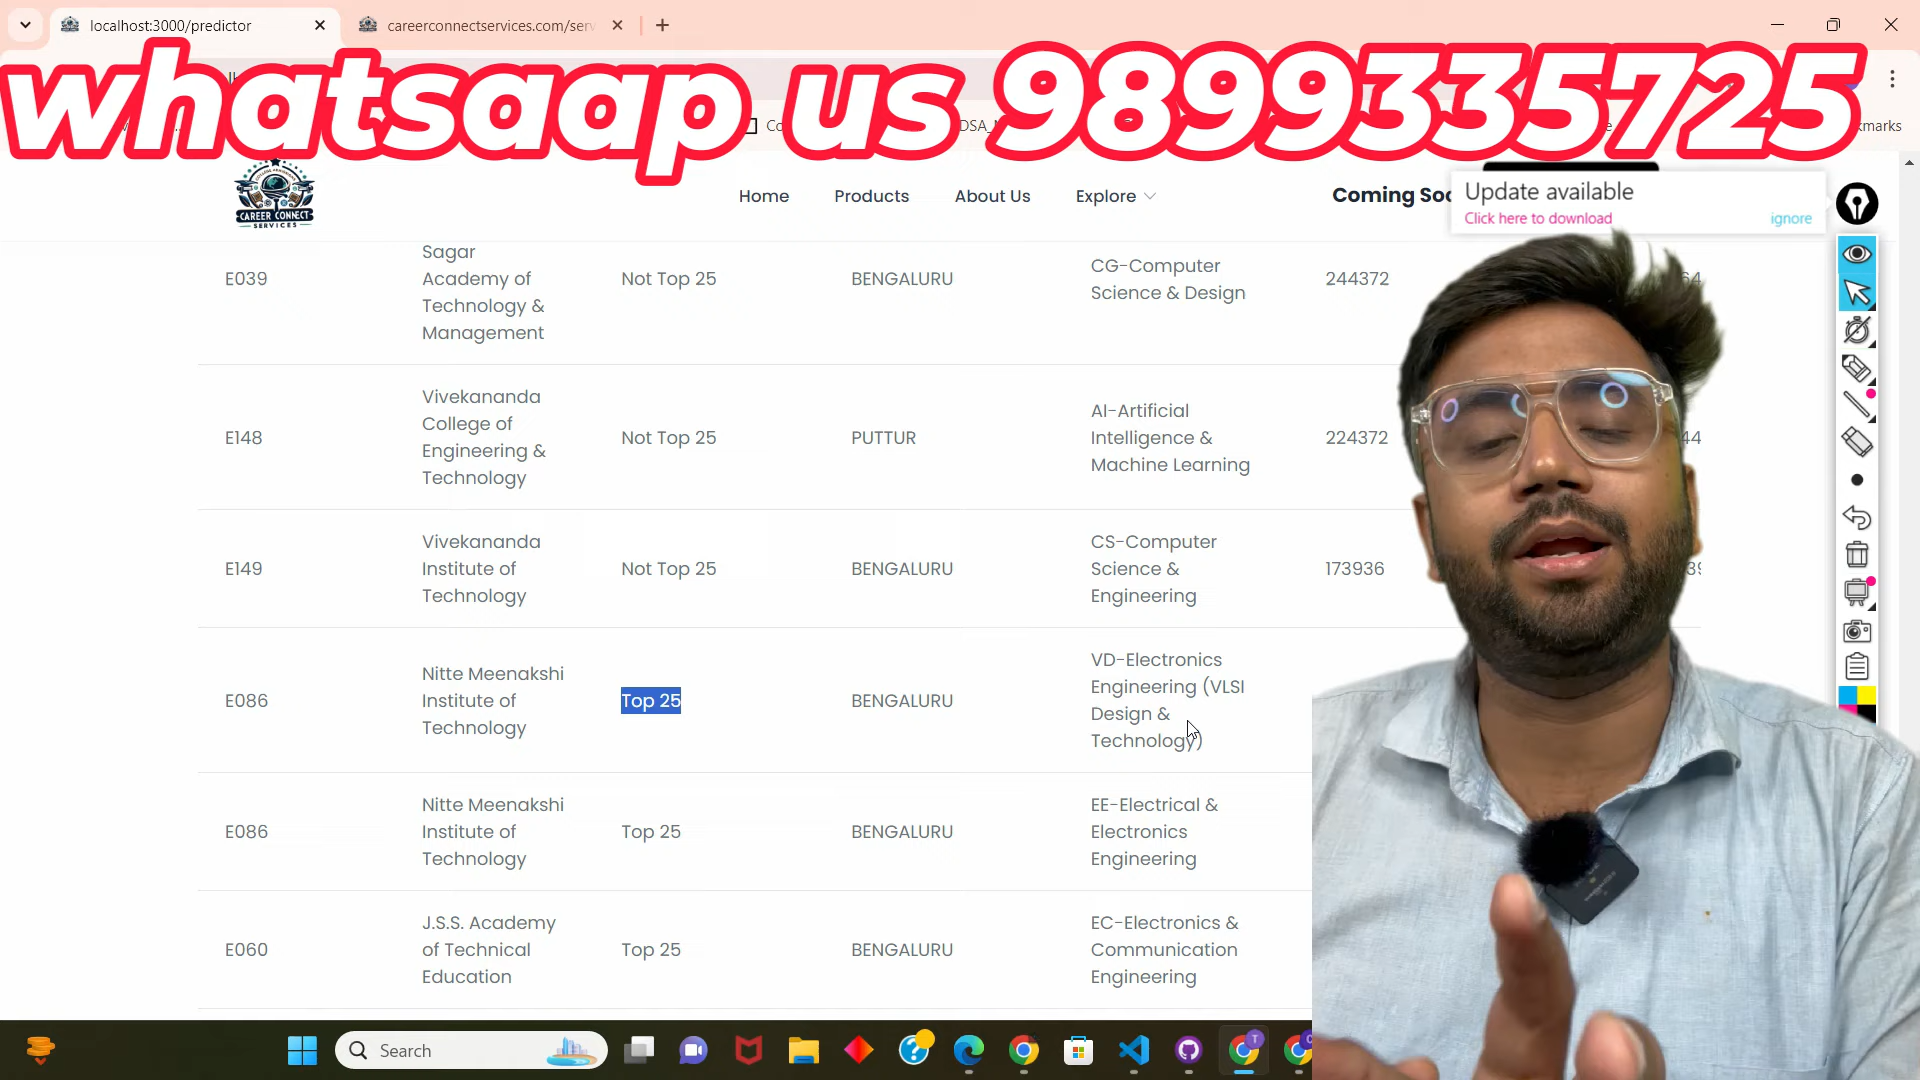 localhost:3000/predictor
careerconnectservices.com/serv
whatsaap us 9899335725
CAREER CONNECT
SERVICES
Home
Products
About Us
Explore
Coming Soo
Update available
Click here to download
ignore
E039
Sagar
Academy of
Technology &
Management
Not Top 25
BENGALURU
CG-Computer
Science & Design
244372
E148
Vivekananda
College of
Engineering &
Technology
Not Top 25
PUTTUR
AI-Artificial
Intelligence &
Machine Learning
224372
E149
Vivekananda
Institute of
Technology
Not Top 25
BENGALURU
CS-Computer
Science &
Engineering
173936
E086
Nitte Meenakshi
Institute of
Technology
Top 25
BENGALURU
VD-Electronics
Engineering (VLSI
Design &
Technology)
E086
Nitte Meenakshi
Institute of
Technology
Top 25
BENGALURU
EE-Electrical &
Electronics
Engineering
E060
J.S.S. Academy
of Technical
Education
Top 25
BENGALURU
EC-Electronics &
Communication
Engineering
Search